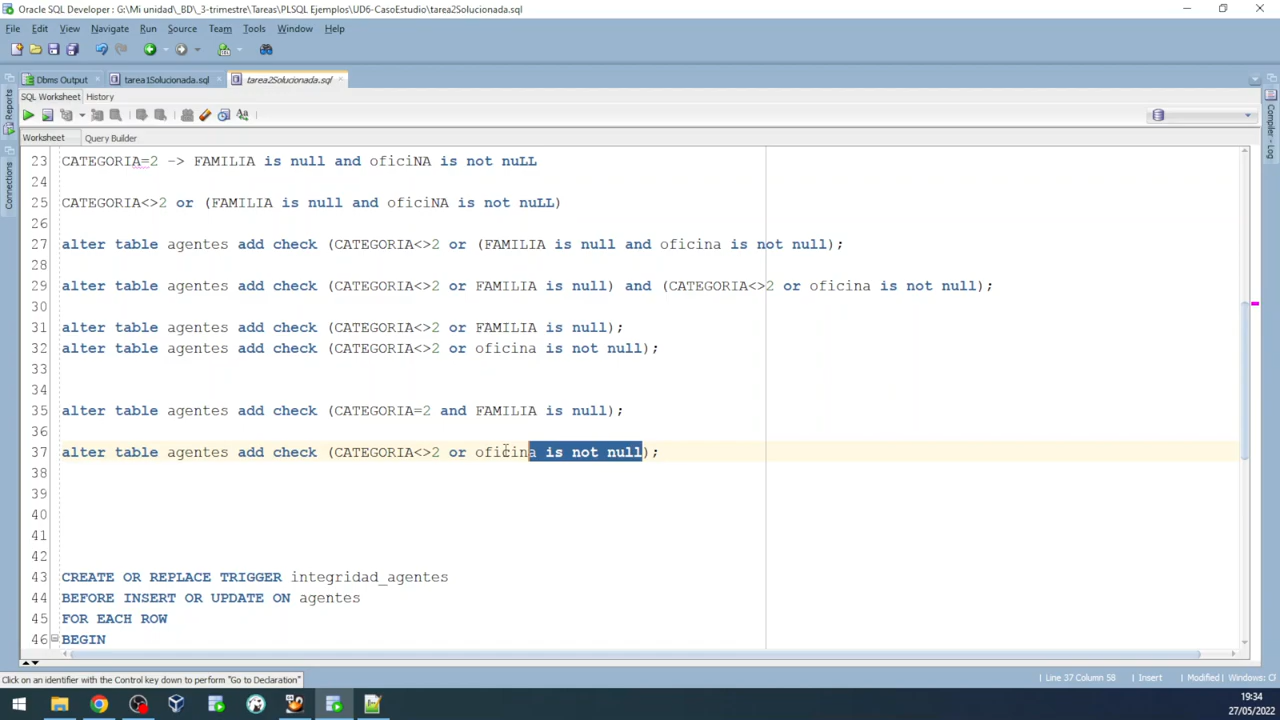 Oracle SQL Developer : G:\Mi unidad\_BD\_3-trimestre\Tareas\PLSQL Ejemplos\UD6-CasoEstudio\tarea2Solucionada.sql
File Edit View Navigate Run Source Team Tools Window Help
Dbms Output tarea1Solucionada.sql tarea2Solucionada.sql
SQL Worksheet History
Worksheet Query Builder
Reports
Connections
Compiler - Log
23 CATEGORIA=2 -> FAMILIA is null and oficiNA is not nuLL
24
25 CATEGORIA<>2 or (FAMILIA is null and oficiNA is not nuLL)
26
27 alter table agentes add check (CATEGORIA<>2 or (FAMILIA is null and oficina is not null);
28
29 alter table agentes add check (CATEGORIA<>2 or FAMILIA is null) and (CATEGORIA<>2 or oficina is not null);
30
31 alter table agentes add check (CATEGORIA<>2 or FAMILIA is null);
32 alter table agentes add check (CATEGORIA<>2 or oficina is not null);
33
34
35 alter table agentes add check (CATEGORIA=2 and FAMILIA is null);
36
37 alter table agentes add check (CATEGORIA<>2 or oficina is not null);
38
39
40
41
42
43 CREATE OR REPLACE TRIGGER integridad_agentes
44 BEFORE INSERT OR UPDATE ON agentes
45 FOR EACH ROW
46 BEGIN
Click on an identifier with the Control key down to perform "Go to Declaration"
Line 37 Column 58 Insert Modified Windows: C
19:34
27/05/2022